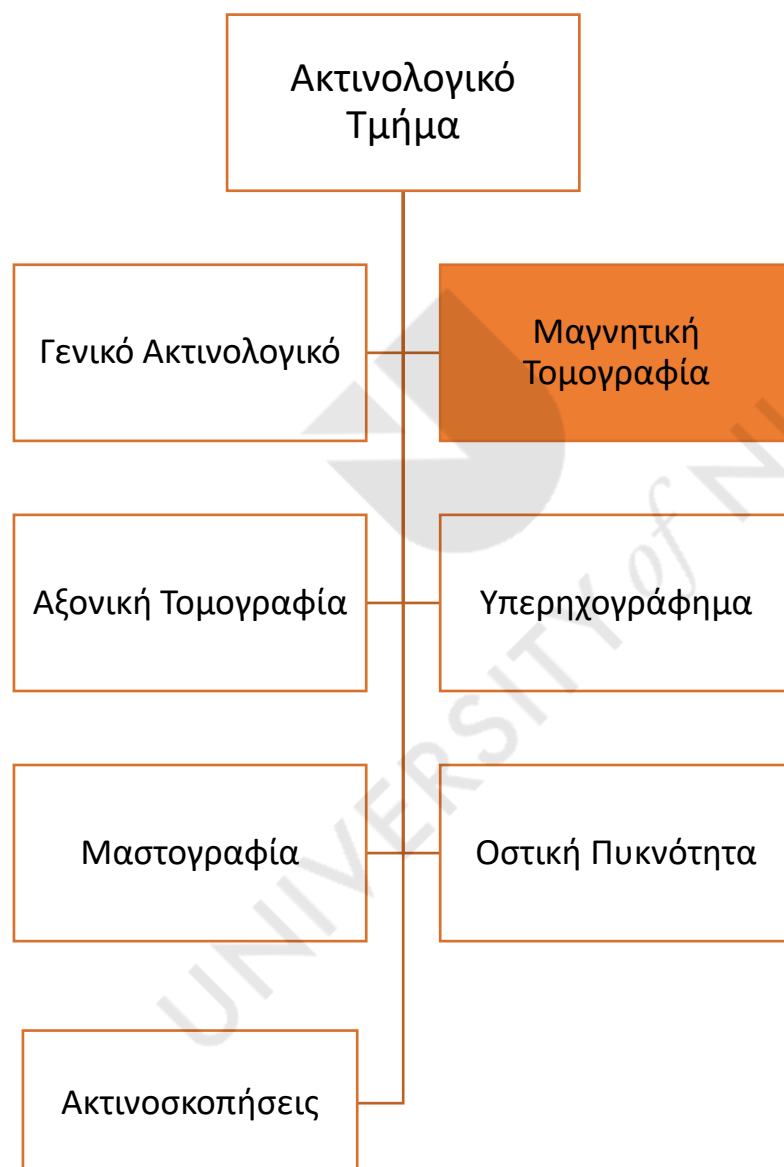 Ακτινολογικό
Τμήμα
Γενικό Ακτινολογικό
Μαγνητική
Τομογραφία
Αξονική Τομογραφία
Υπερηχογράφημα
Μαστογραφία
Οστική Πυκνότητα
Ακτινοσκοπήσεις
UNIVERSITY of